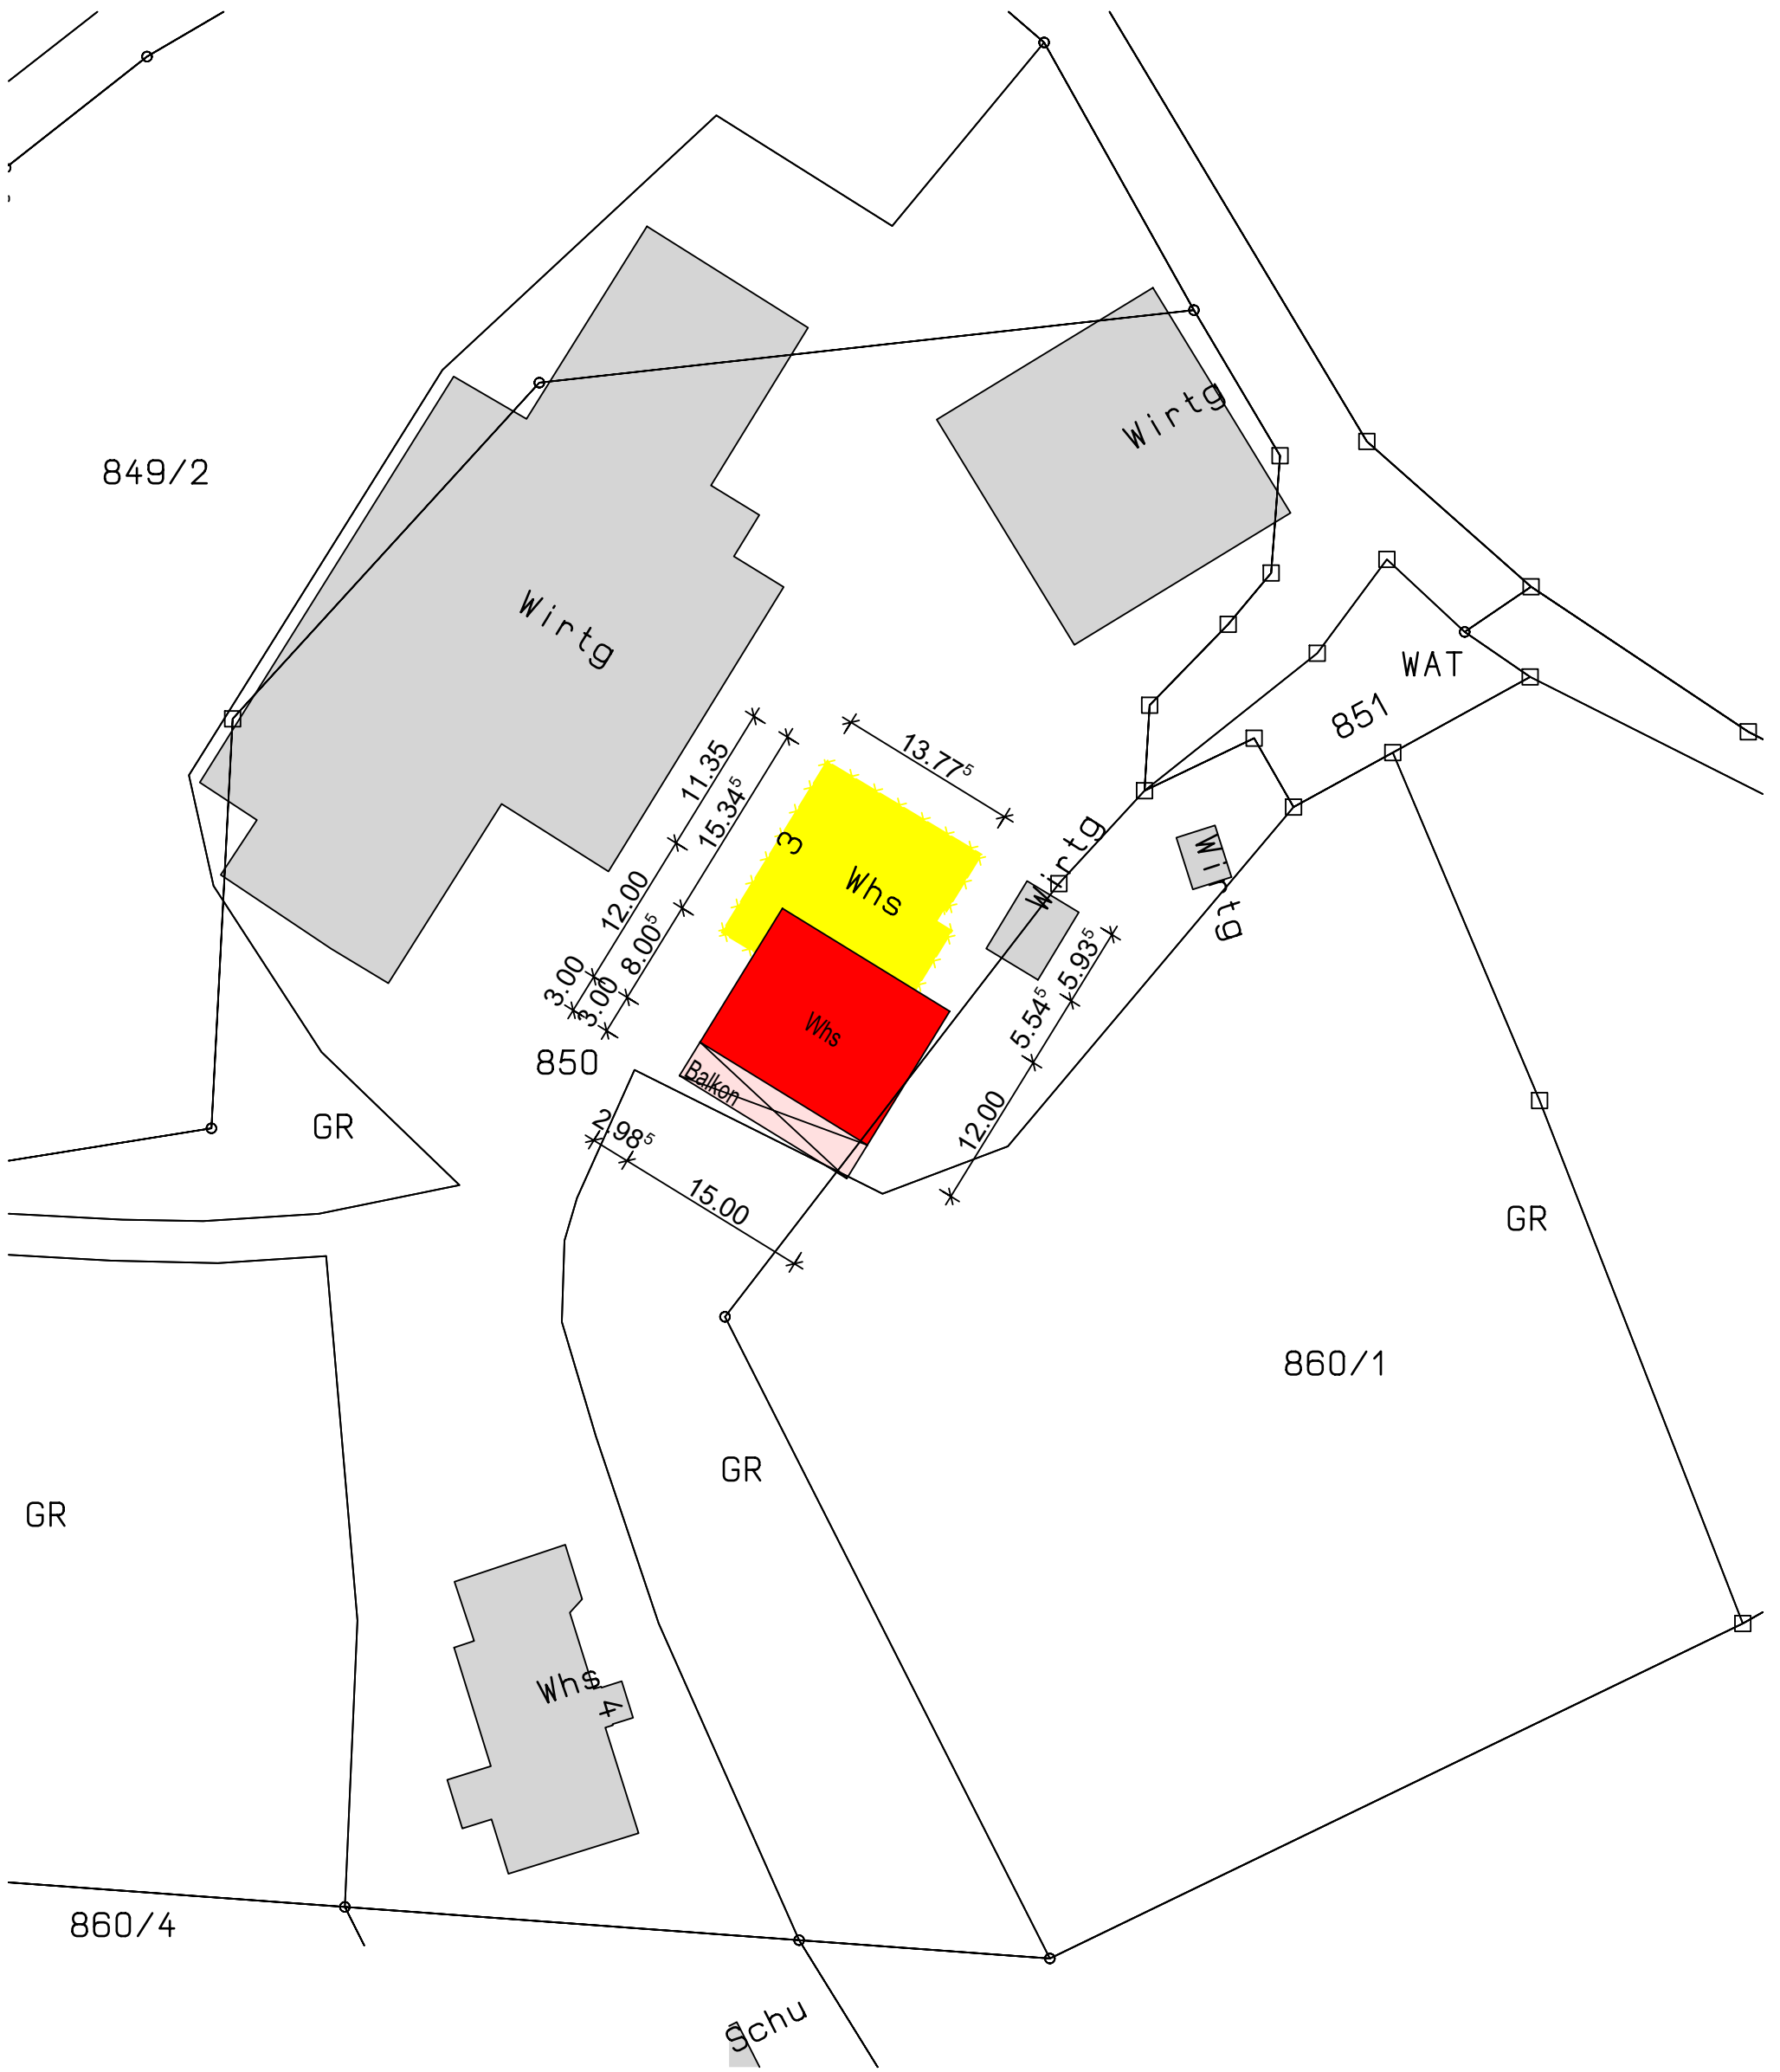 Wirtg
849/2
Wirtg
WAT
851
13.77⁵
11.35
15.34⁵
3
Whs
Wirtg
Wirtg
12.00
8.00⁵
5.93⁵
3.00
3.00
5.54⁵
Whs
850
Balkon
GR
2.98⁵
12.00
15.00
GR
860/1
GR
GR
Whs
4
860/4
Schu